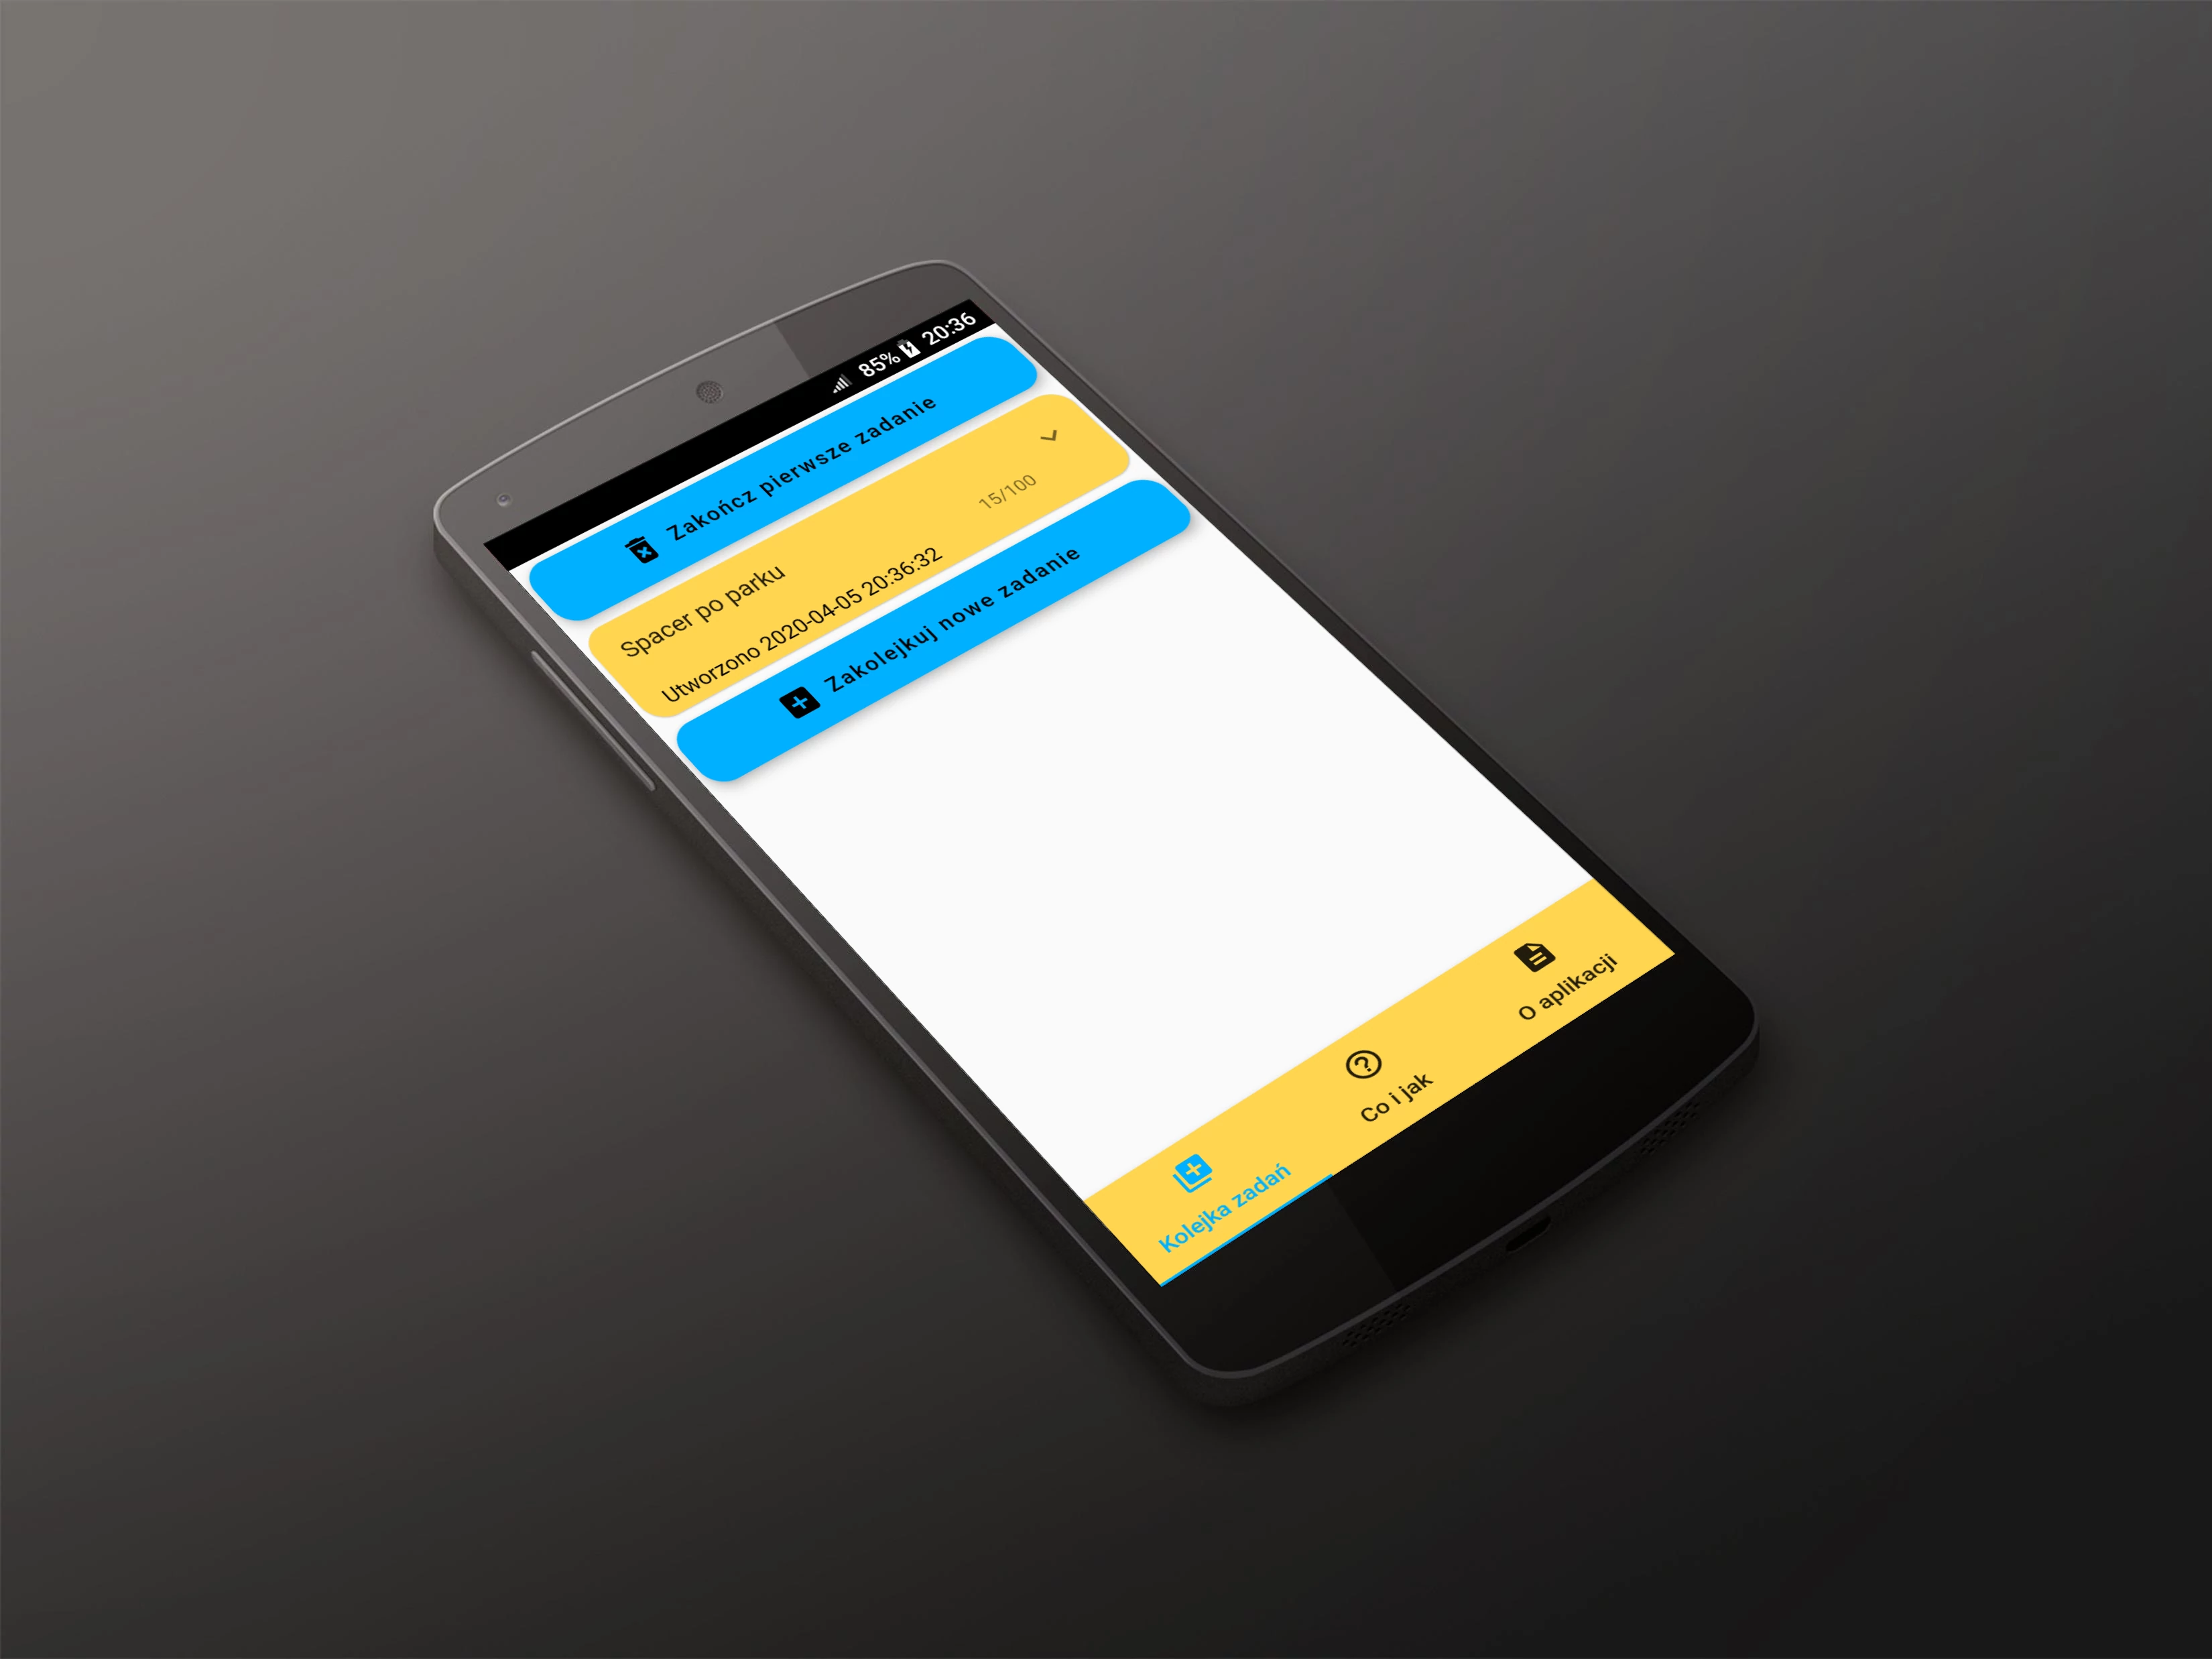 85% 20:36
Zakończ pierwsze zadanie
Spacer po parku
15/100
Utworzono 2020-04-05 20:36:32
Zakolejkuj nowe zadanie
Kolejka zadań
Co i jak
O aplikacji